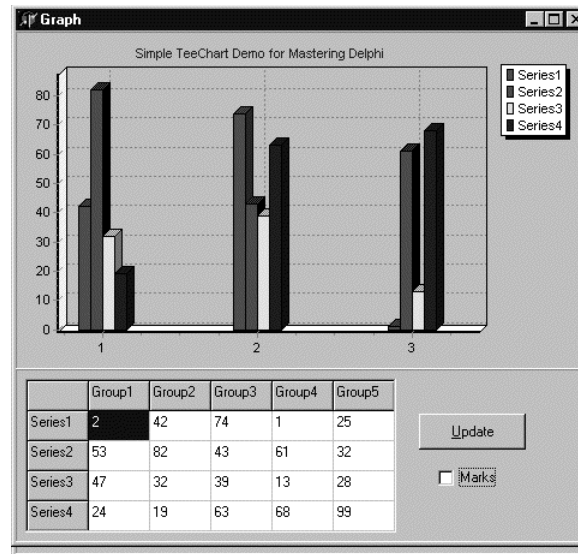 Graph
Simple TeeChart Demo for Mastering Delphi
80
70
60
50
40
30
20
10
0
1 2 3
Series1
Series2
Series3
Series4
Group1 Group2 Group3 Group4 Group5
Series1 2 42 74 1 25
Series2 53 82 43 61 32
Series3 47 32 39 13 28
Series4 24 19 63 68 99
Update
Marks